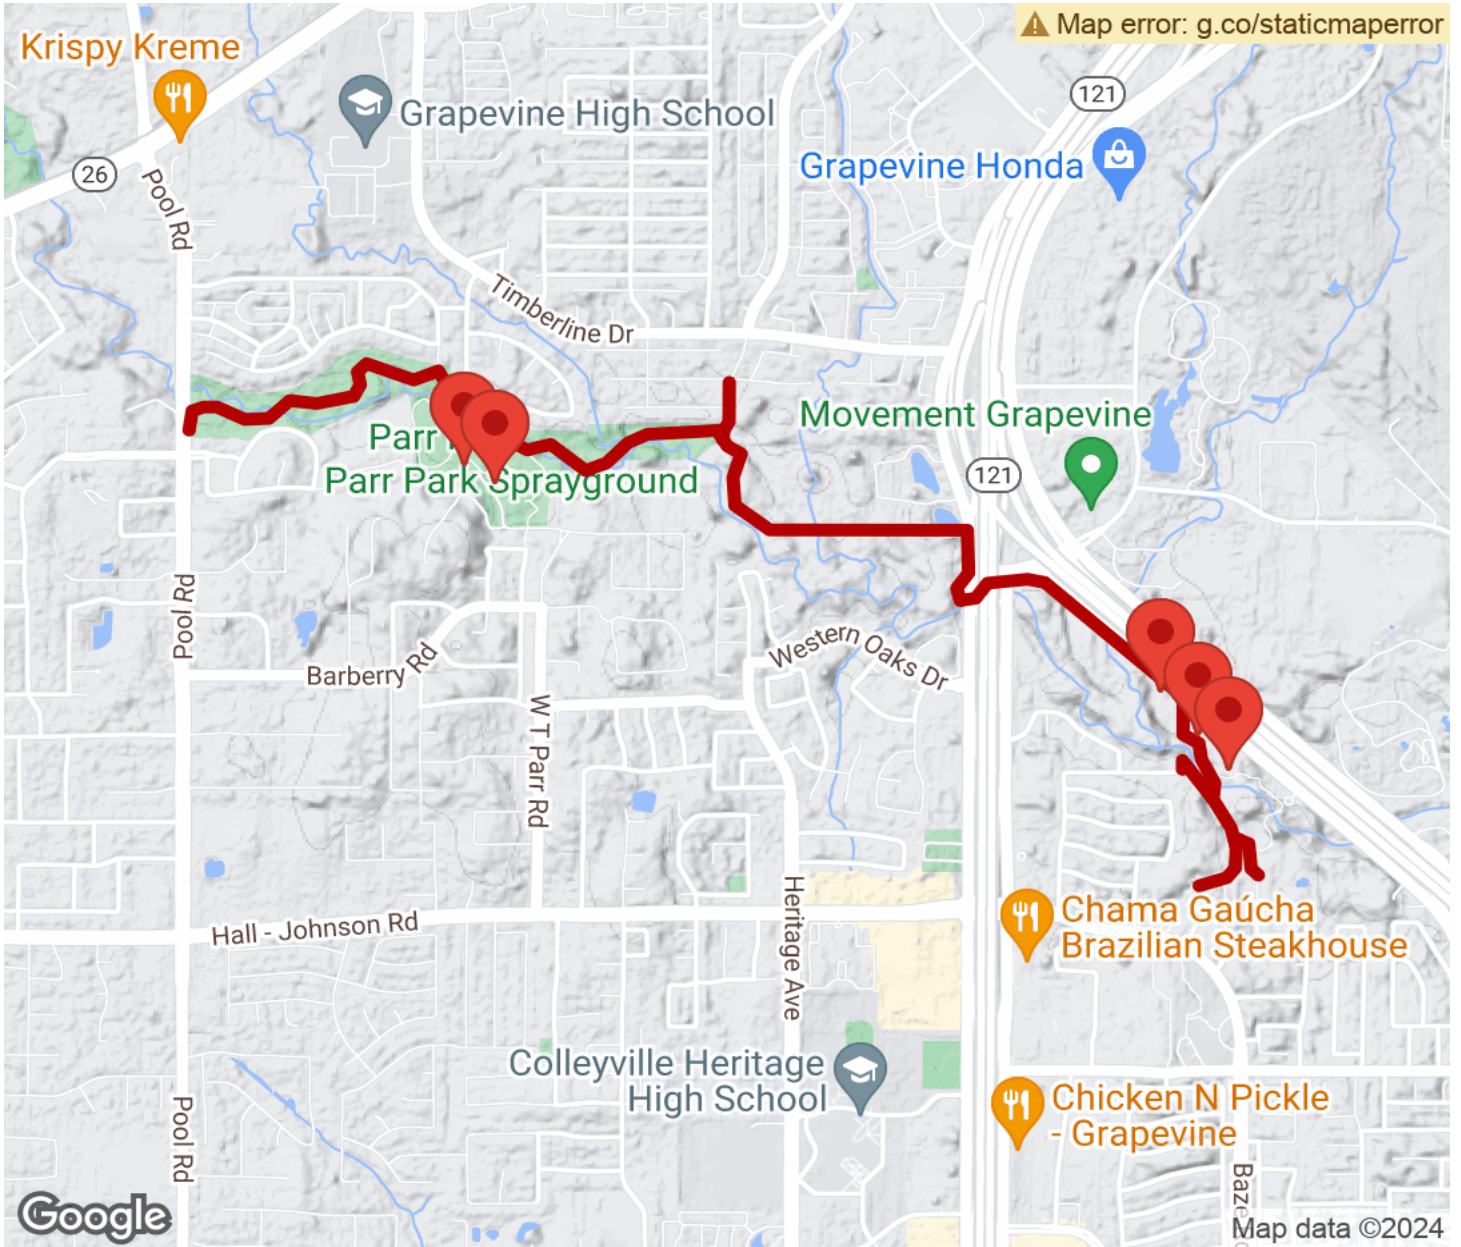 Map error: g.co/staticmaperror
Krispy Kreme
Grapevine High School
121
Grapevine Honda
26
Pool Rd
Timberline Dr
Movement Grapevine
Parr
Parr Park Sprayground
121
Pool Rd
Barberry Rd
Western Oaks Dr
W T Parr Rd
Hall - Johnson Rd
Heritage Ave
Chama Gaúcha
Brazilian Steakhouse
Colleyville Heritage
High School
Chicken N Pickle
- Grapevine
Pool Rd
Baze
Google
Map data ©2024